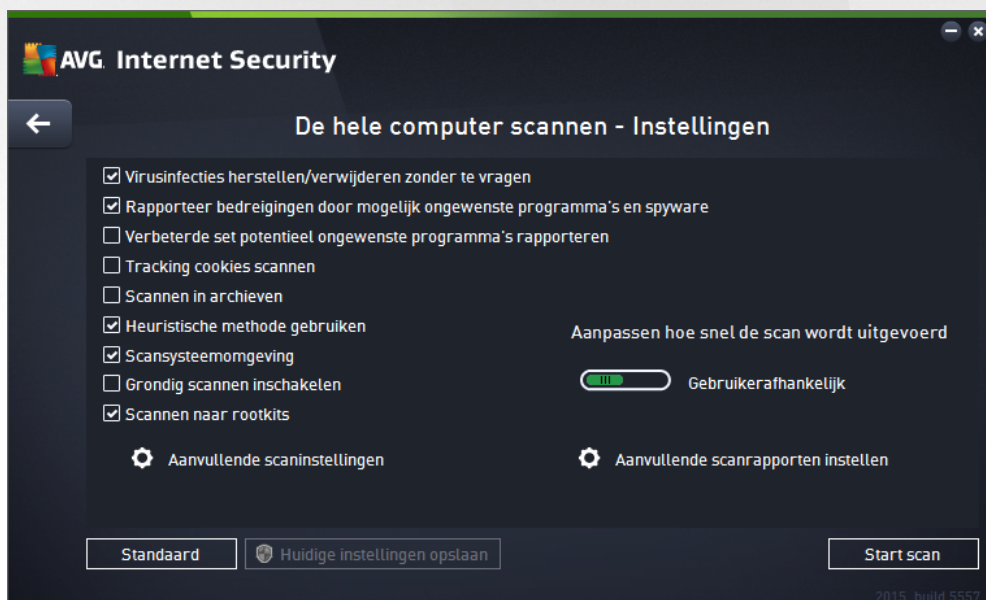 AVG. Internet Security
De hele computer scannen - Instellingen
Virusinfecties herstellen/verwijderen zonder te vragen
Rapporteer bedreigingen door mogelijk ongewenste programma's en spyware
Verbeterde set potentieel ongewenste programma's rapporteren
Tracking cookies scannen
Scannen in archieven
Heuristische methode gebruiken
Scansysteemomgeving
Grondig scannen inschakelen
Scannen naar rootkits
Aanpassen hoe snel de scan wordt uitgevoerd
Gebruikerafhankelijk
Aanvullende scaninstellingen
Aanvullende scanrapporten instellen
Standaard
Huidige instellingen opslaan
Start scan
2015. build 5557